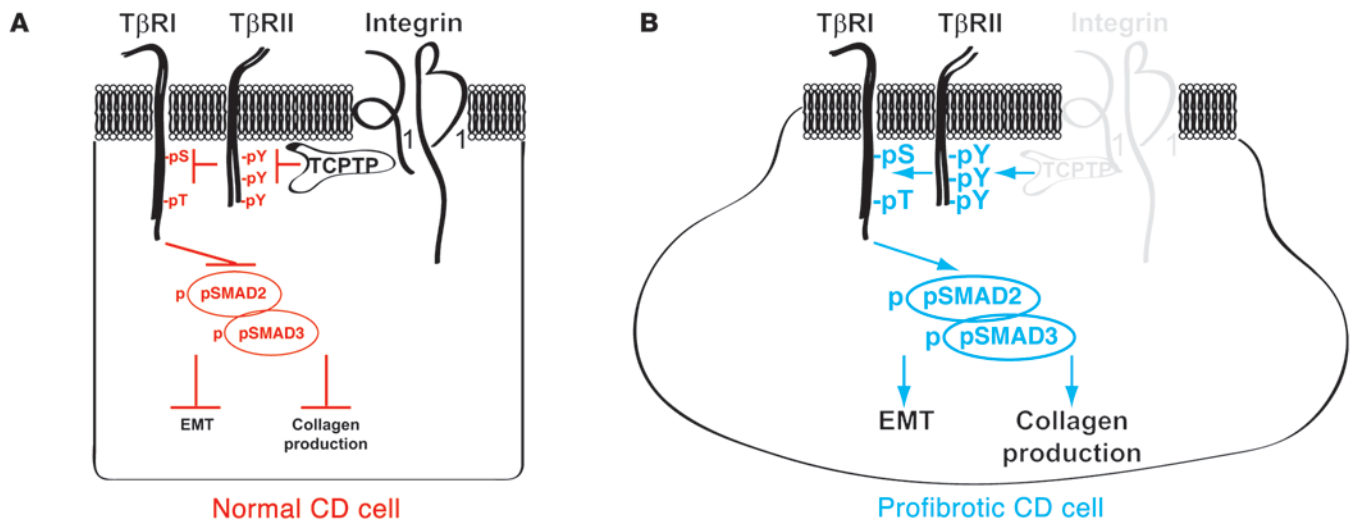 A
TβRI
TβRII
Integrin
1
1
-pS
-pY
TCPTP
-pY
-pT
-pY
p
pSMAD2
p
pSMAD3
EMT
Collagen
production
Normal CD cell
B
TβRI
TβRII
Integrin
1
1
-pS
-pY
TCPTP
-pY
-pT
-pY
p
pSMAD2
p
pSMAD3
EMT
Collagen
production
Profibrotic CD cell